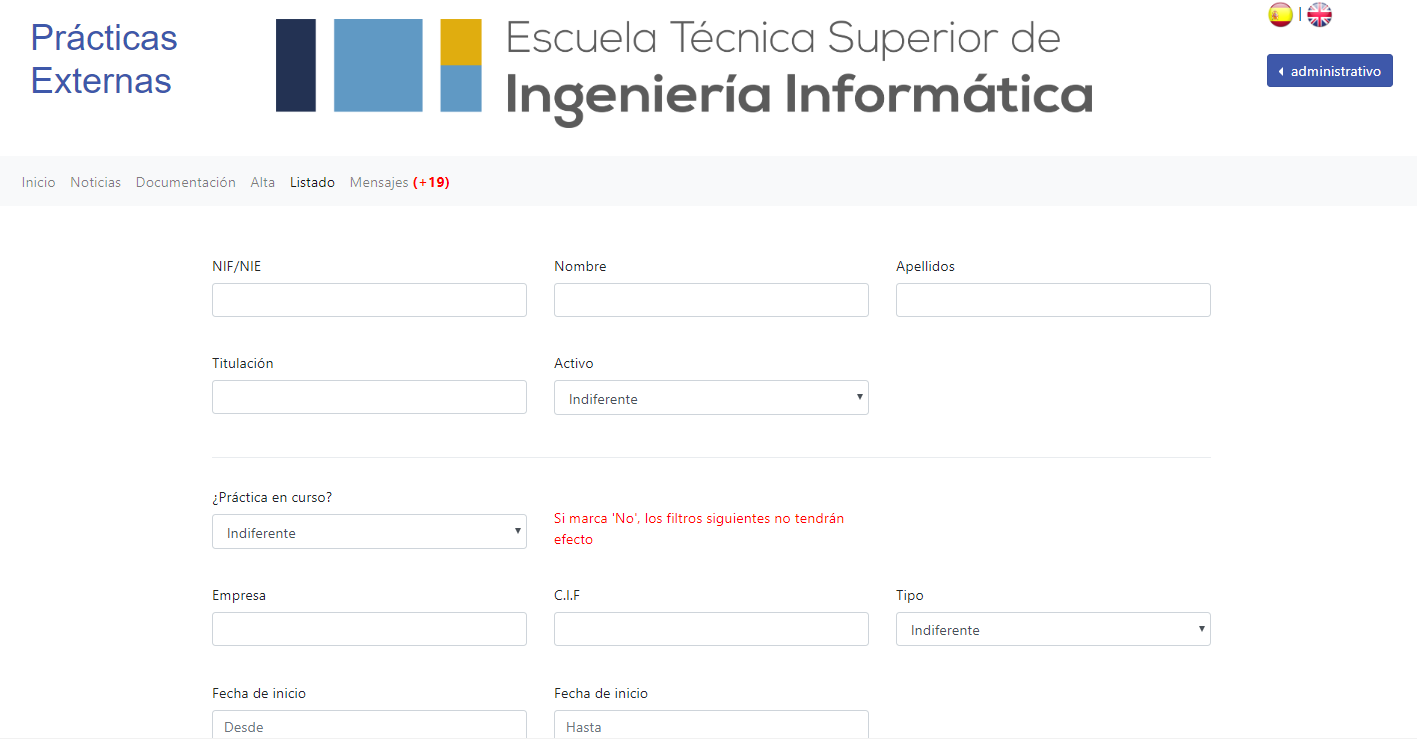 Prácticas
Externas
Escuela Técnica Superior de
Ingeniería Informática
administrativo
Inicio Noticias Documentación Alta Listado Mensajes (+19)
NIF/NIE Nombre Apellidos
Titulación Activo
Indiferente
¿Práctica en curso?
Indiferente
Si marca 'No', los filtros siguientes no tendrán
efecto
Empresa C.I.F Tipo
Indiferente
Fecha de inicio Fecha de inicio
Desde Hasta